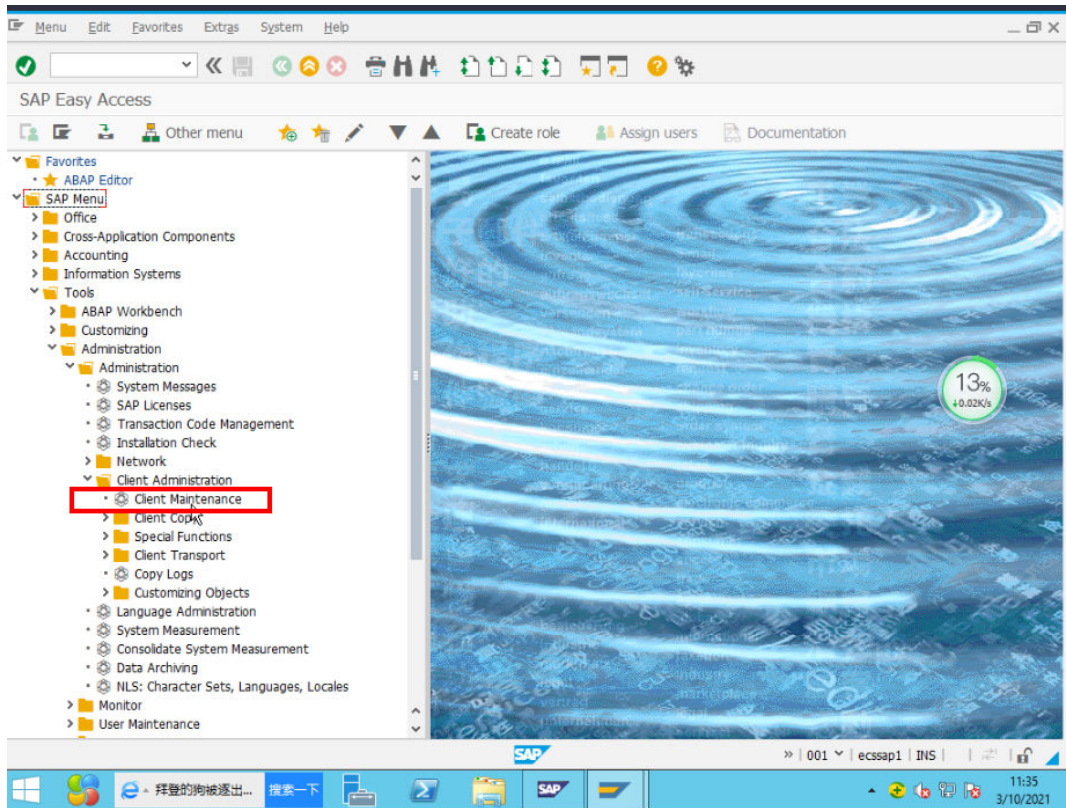 Menu Edit Favorites Extras System Help
SAP Easy Access
Other menu Create role Assign users Documentation
Favorites
ABAP Editor
SAP Menu
Office
Cross-Application Components
Accounting
Information Systems
Tools
ABAP Workbench
Customizing
Administration
Administration
System Messages
SAP Licenses
Transaction Code Management
Installation Check
Network
Client Administration
Client Maintenance
Client Copy
Special Functions
Client Transport
Copy Logs
Customizing Objects
Language Administration
System Measurement
Consolidate System Measurement
Data Archiving
NLS: Character Sets, Languages, Locales
Monitor
User Maintenance
13%
↓0.02K/s
SAP
» | 001 | ecssap1 | INS |
拜登的狗被逐出... 搜索一下
SAP
11:35
3/10/2021